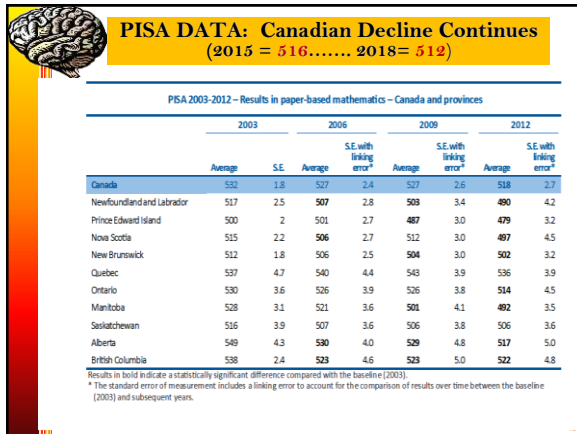 PISA DATA: Canadian Decline Continues
(2015 = 516....... 2018= 512)
PISA 2003-2012 – Results in paper-based mathematics – Canada and provinces
2003 2006 2009 2012
Average S.E. Average S.E. with linking error* Average S.E. with linking error* Average S.E. with linking error*
Canada 532 1.8 527 2.4 527 2.6 518 2.7
Newfoundland and Labrador 517 2.5 507 2.8 503 3.4 490 4.2
Prince Edward Island 500 2 501 2.7 487 3.0 479 3.2
Nova Scotia 515 2.2 506 2.7 512 3.0 497 4.5
New Brunswick 512 1.8 506 2.5 504 3.0 502 3.2
Quebec 537 4.7 540 4.4 543 3.9 536 3.9
Ontario 530 3.6 526 3.9 526 3.8 514 4.5
Manitoba 528 3.1 521 3.6 501 4.1 492 3.5
Saskatchewan 516 3.9 507 3.6 506 3.8 506 3.6
Alberta 549 4.3 530 4.0 529 4.8 517 5.0
British Columbia 538 2.4 523 4.6 523 5.0 522 4.8
Results in bold indicate a statistically significant difference compared with the baseline (2003).
* The standard error of measurement includes a linking error to account for the comparison of results over time between the baseline
(2003) and subsequent years.